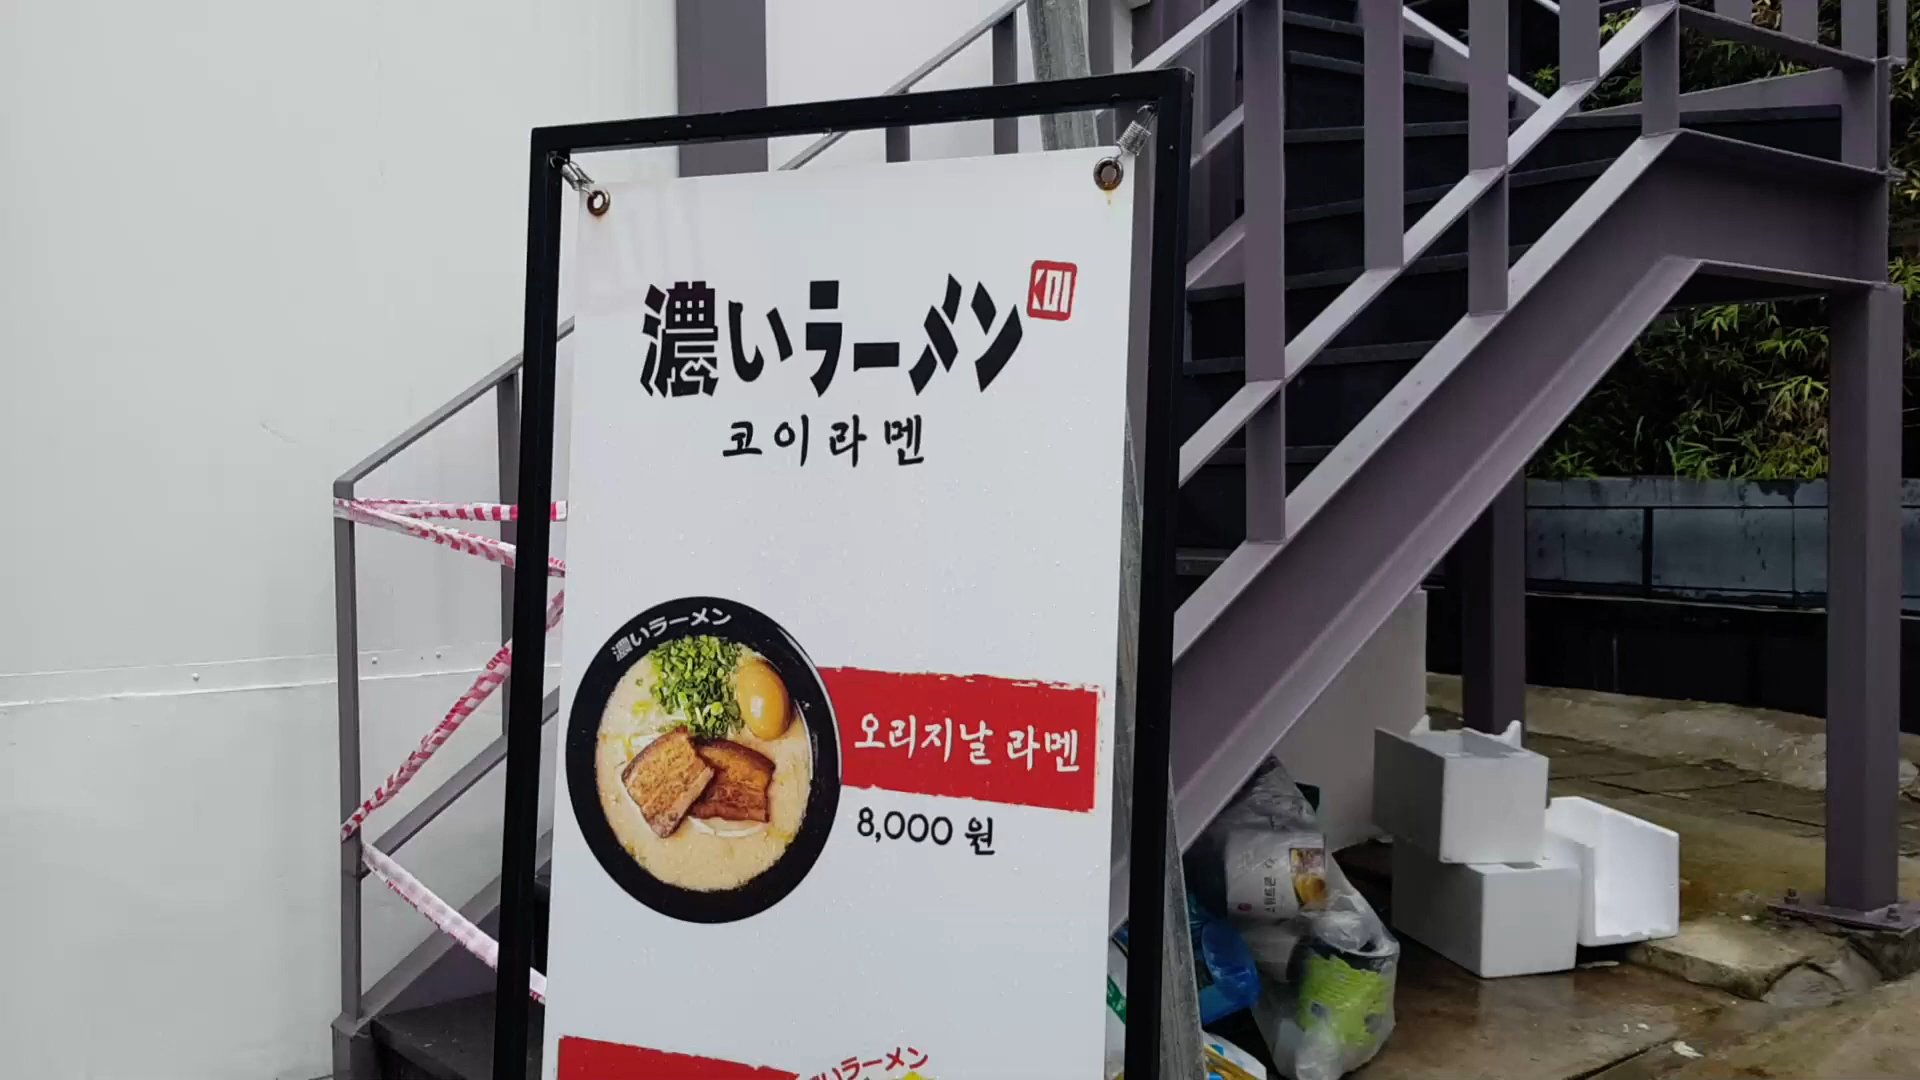 濃いラーメン
코이라멘
濃いラーメン
오리지날 라멘
8,000 원
いラーメン